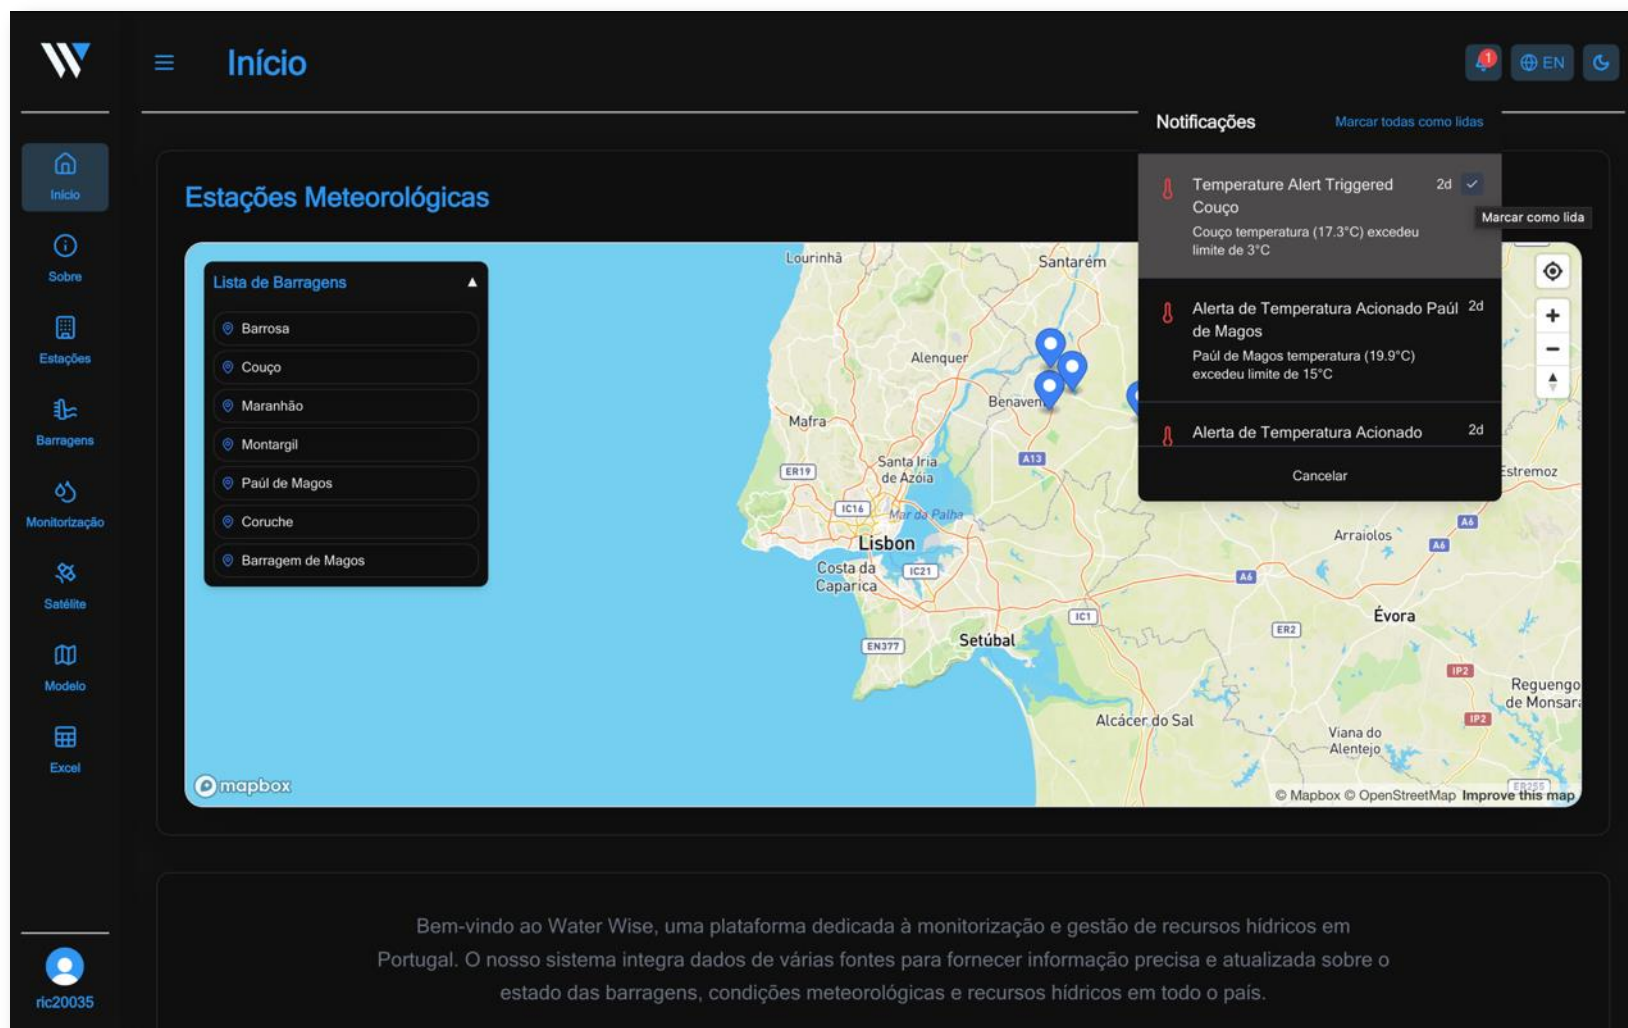 Início
1
EN
Início
Sobre
Estações
Barragens
Monitorização
Satélite
Modelo
Excel
ric20035
Notificações
Marcar todas como lidas
Temperature Alert Triggered
Couço
2d
Couço temperatura (17.3°C) excedeu
limite de 3°C
Marcar como lida
Alerta de Temperatura Acionado Paúl
de Magos
2d
Paúl de Magos temperatura (19.9°C)
excedeu limite de 15°C
Alerta de Temperatura Acionado
2d
Cancelar
Estações Meteorológicas
Lista de Barragens
Barrosa
Couço
Maranhão
Montargil
Paúl de Magos
Coruche
Barragem de Magos
Lourinhã
Santarém
Alenquer
Benaven
Mafra
A13
Santa Iria
de Azóia
ER19
IC16
Mar da Palha
Lisbon
Costa da
Caparica
IC21
Estremoz
A6
Arraiolos
A6
A6
IC1
Évora
ER2
EN377
Setúbal
IP2
Reguengo
de Monsar
IP2
Alcácer do Sal
Viana do
Alentejo
ER255
mapbox
© Mapbox © OpenStreetMap Improve this map
Bem-vindo ao Water Wise, uma plataforma dedicada à monitorização e gestão de recursos hídricos em
Portugal. O nosso sistema integra dados de várias fontes para fornecer informação precisa e atualizada sobre o
estado das barragens, condições meteorológicas e recursos hídricos em todo o país.